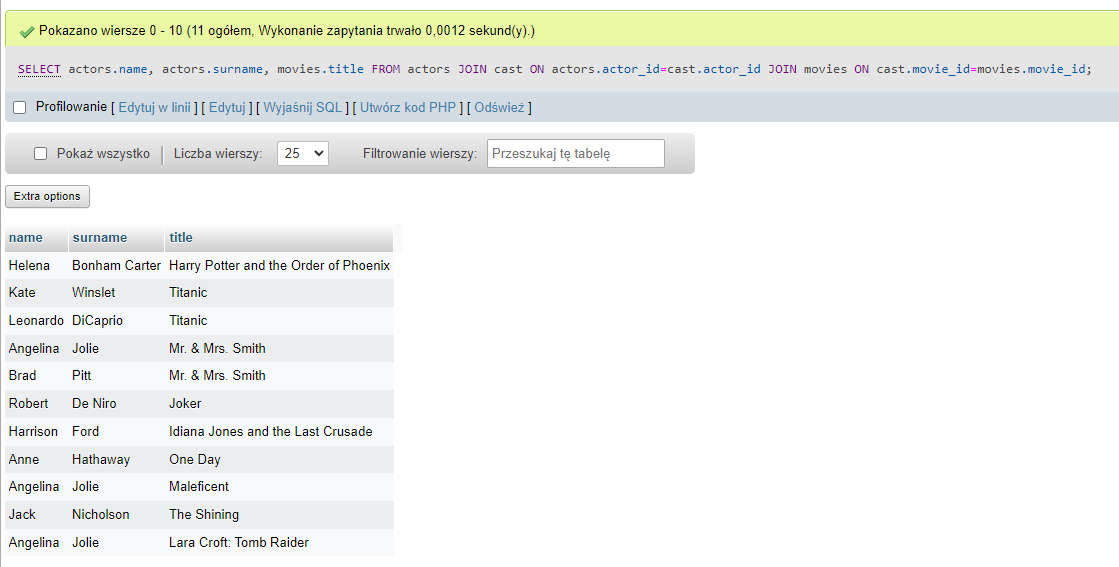 Pokazano wiersze 0 - 10 (11 ogółem, Wykonanie zapytania trwało 0,0012 sekund(y).)
SELECT actors.name, actors.surname, movies.title FROM actors JOIN cast ON actors.actor_id=cast.actor_id JOIN movies ON cast.movie_id=movies.movie_id;
Profilowanie [ Edytuj w linii ] [ Edytuj ] [ Wyjaśnij SQL ] [ Utwórz kod PHP ] [ Odśwież ]
Pokaż wszystko | Liczba wierszy: 25 Filtrowanie wierszy: Przeszukaj tę tabelę
Extra options
name surname title
Helena Bonham Carter Harry Potter and the Order of Phoenix
Kate Winslet Titanic
Leonardo DiCaprio Titanic
Angelina Jolie Mr. & Mrs. Smith
Brad Pitt Mr. & Mrs. Smith
Robert De Niro Joker
Harrison Ford Idiana Jones and the Last Crusade
Anne Hathaway One Day
Angelina Jolie Maleficent
Jack Nicholson The Shining
Angelina Jolie Lara Croft: Tomb Raider